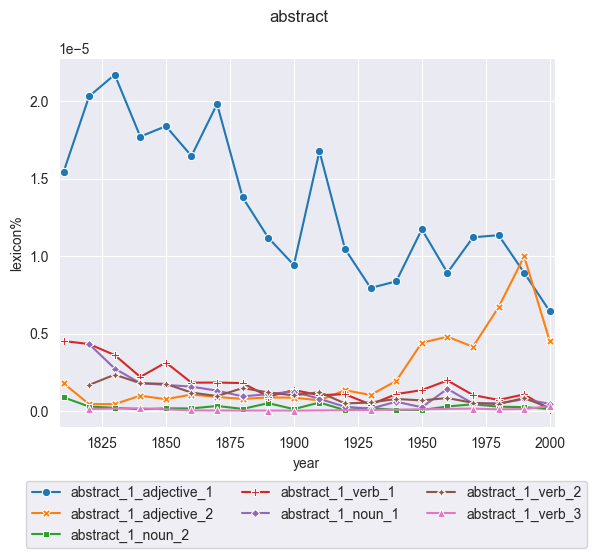 abstract
1e−5
2.0
1.5
1.0
0.5
0.0
lexicon%
1825 1850 1875 1900 1925 1950 1975 2000
year
abstract_1_adjective_1 abstract_1_verb_1 abstract_1_verb_2
abstract_1_adjective_2 abstract_1_noun_1 abstract_1_verb_3
abstract_1_noun_2